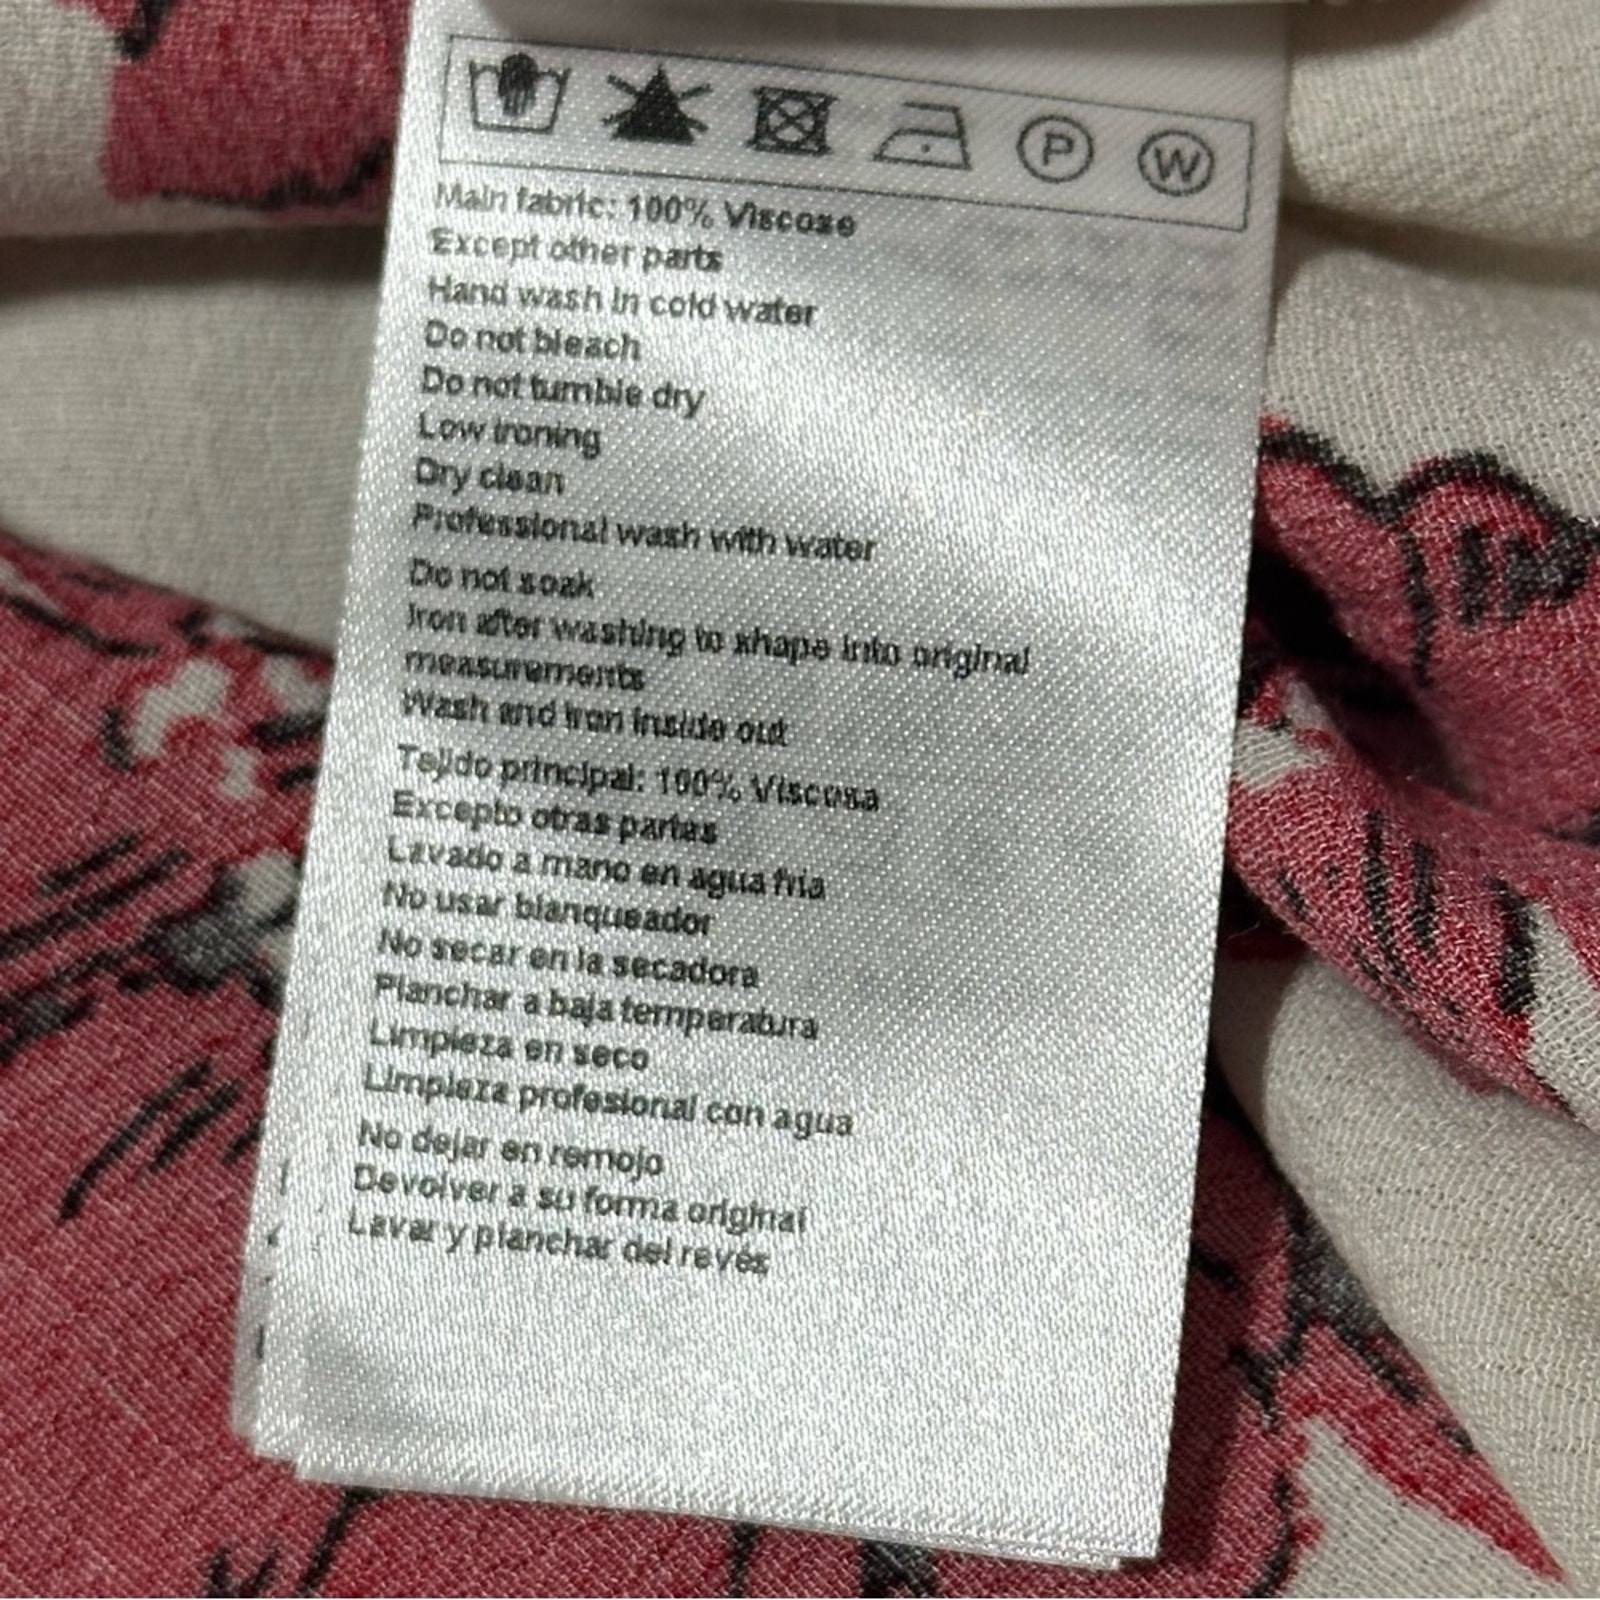 P W
Main fabric: 100% Viscose
Except other parts
Hand wash in cold water
Do not bleach
Do not tumble dry
Low ironing
Dry clean
Professional wash with water
Do not soak
Iron after washing to shape into original
measurements
Wash and iron inside out
Tejido principal: 100% Viscosa
Excepto otras partes
Lavado a mano en agua fría
No usar blanqueador
No secar en la secadora
Planchar a baja temperatura
Limpieza en seco
Limpieza profesional con agua
No dejar en remojo
Devolver a su forma original
Lavar y planchar del revés